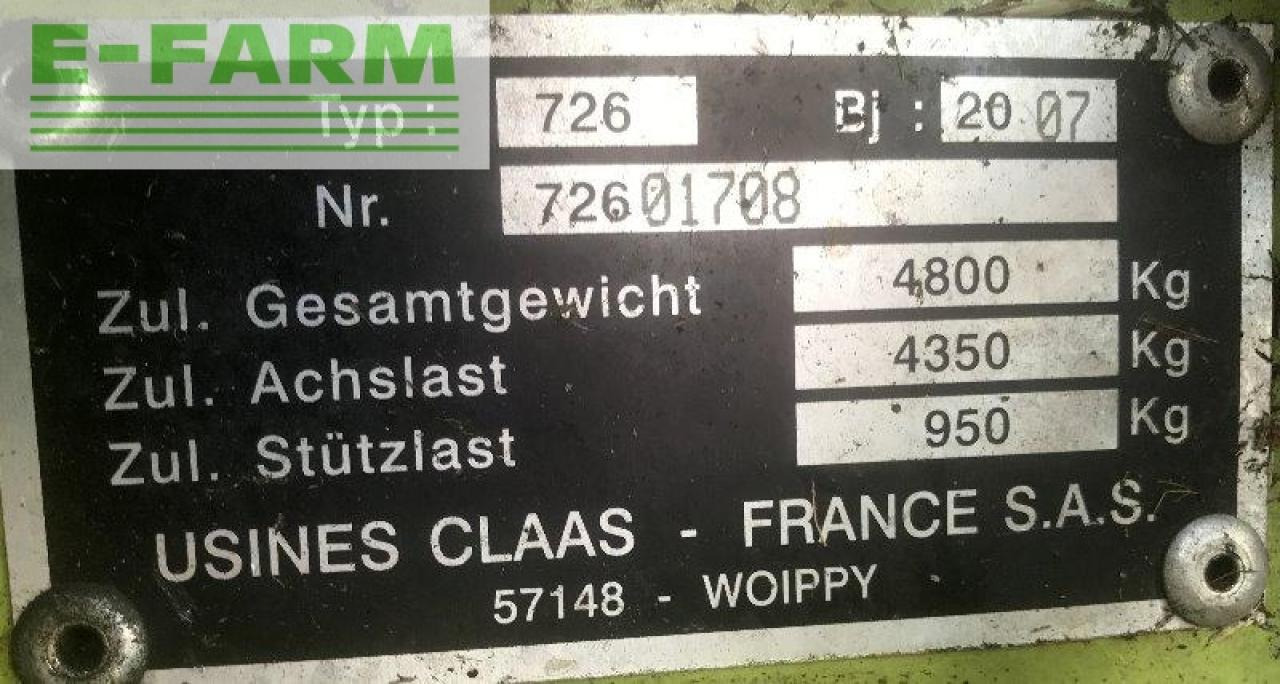 E-FARM
Typ : 726 Bj : 20 07
Nr. 72601708
Zul. Gesamtgewicht 4800 Kg
Zul. Achslast 4350 Kg
Zul. Stützlast 950 Kg
USINES CLAAS - FRANCE S.A.S.
57148 - WOIPPY